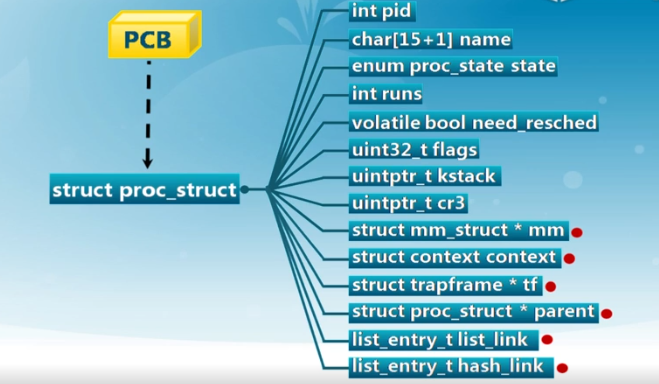 PCB
struct proc_struct
int pid
char[15+1] name
enum proc_state state
int runs
volatile bool need_resched
uint32_t flags
uintptr_t kstack
uintptr_t cr3
struct mm_struct * mm
struct context context
struct trapframe * tf
struct proc_struct * parent
list_entry_t list_link
list_entry_t hash_link